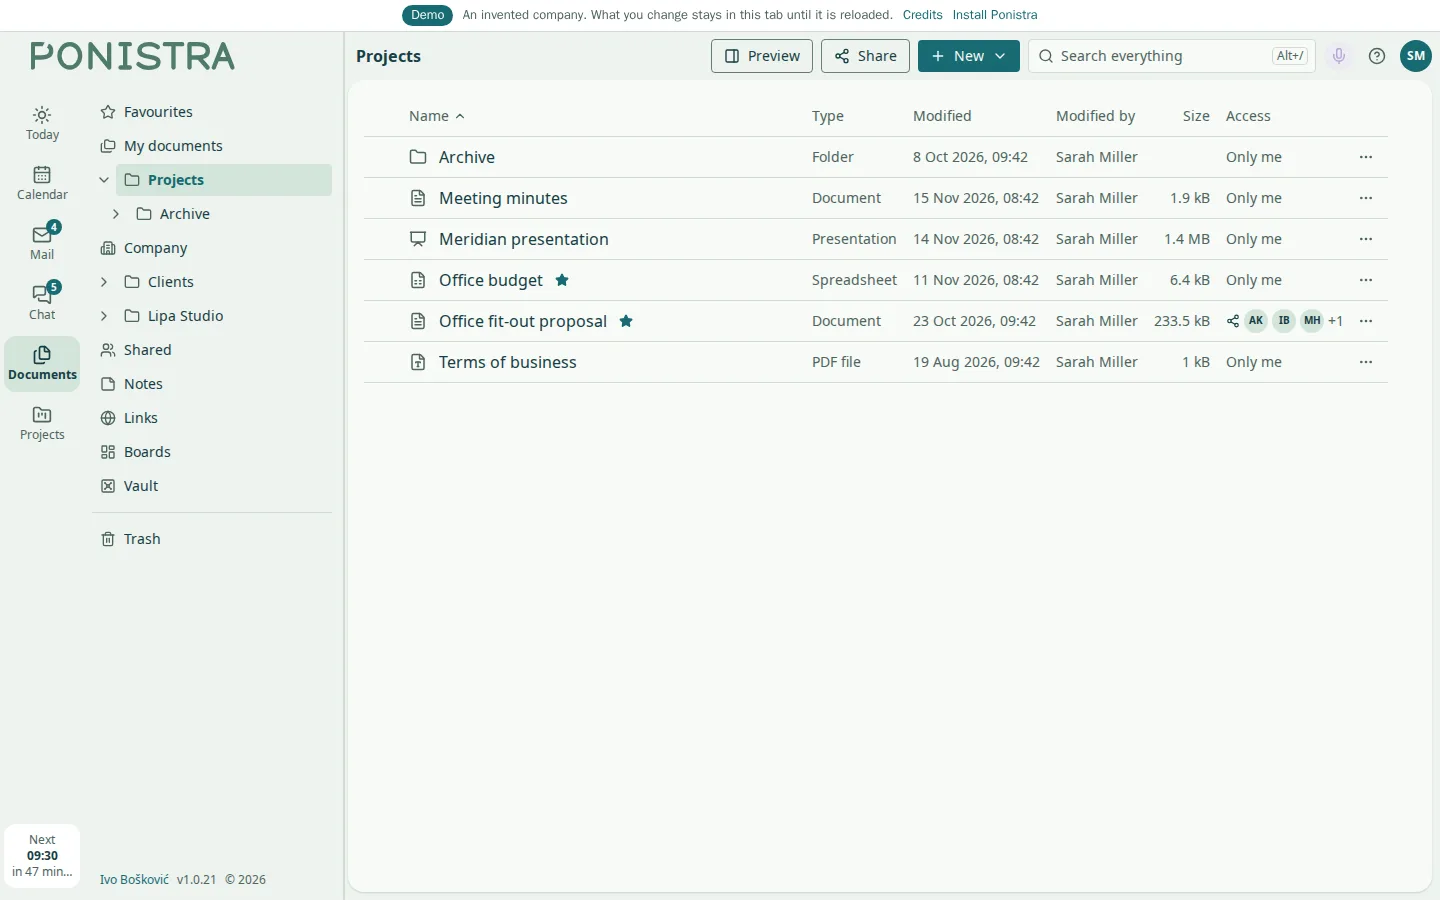 Demo An invented company. What you change stays in this tab until it is reloaded. Credits Install Ponistra
PONISTRA
Projects
Preview
Share
New
Search everything
Alt+/
SM
Today
Calendar
4
Mail
5
Chat
Documents
Projects
Favourites
My documents
Projects
Archive
Company
Clients
Lipa Studio
Shared
Notes
Links
Boards
Vault
Trash
Name Type Modified Modified by Size Access
Archive Folder 8 Oct 2026, 09:42 Sarah Miller Only me
Meeting minutes Document 15 Nov 2026, 08:42 Sarah Miller 1.9 kB Only me
Meridian presentation Presentation 14 Nov 2026, 08:42 Sarah Miller 1.4 MB Only me
Office budget Spreadsheet 11 Nov 2026, 08:42 Sarah Miller 6.4 kB Only me
Office fit-out proposal Document 23 Oct 2026, 09:42 Sarah Miller 233.5 kB AK IB MH +1
Terms of business PDF file 19 Aug 2026, 09:42 Sarah Miller 1 kB Only me
Next
09:30
in 47 min...
Ivo Bošković v1.0.21 © 2026